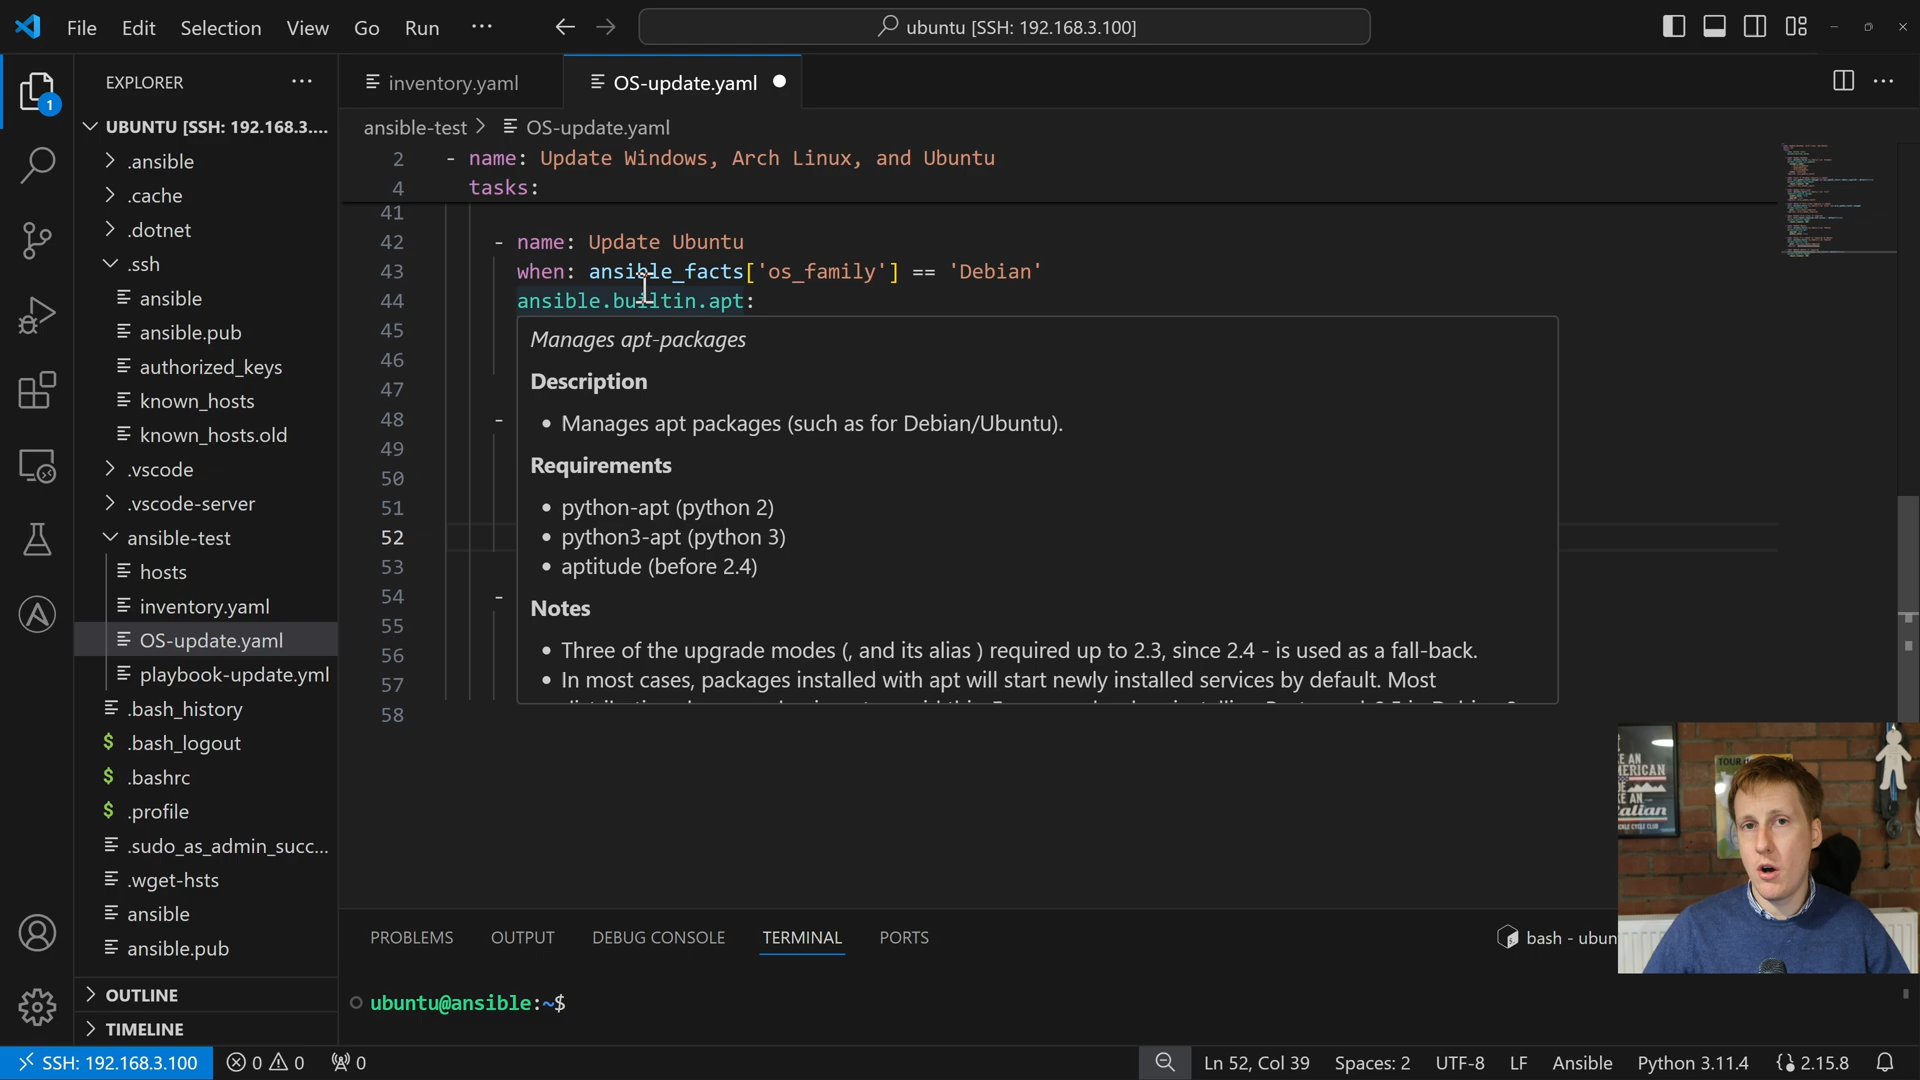 File Edit Selection View Go Run ···
ubuntu [SSH: 192.168.3.100]
EXPLORER
UBUNTU [SSH: 192.168.3....
.ansible
.cache
.dotnet
.ssh
ansible
ansible.pub
authorized_keys
known_hosts
known_hosts.old
.vscode
.vscode-server
ansible-test
hosts
inventory.yaml
OS-update.yaml
playbook-update.yml
.bash_history
$ .bash_logout
$ .bashrc
$ .profile
.sudo_as_admin_succ...
.wget-hsts
ansible
ansible.pub
OUTLINE
TIMELINE
1
inventory.yaml OS-update.yaml
ansible-test > OS-update.yaml
2 - name: Update Windows, Arch Linux, and Ubuntu
4 tasks:
41
42 - name: Update Ubuntu
43 when: ansible_facts['os_family'] == 'Debian'
44 ansible.builtin.apt:
45
46
47
48 -
49
50
51
52
53
54 -
55
56
57
58
Manages apt-packages
Description
• Manages apt packages (such as for Debian/Ubuntu).
Requirements
• python-apt (python 2)
• python3-apt (python 3)
• aptitude (before 2.4)
Notes
• Three of the upgrade modes (, and its alias ) required up to 2.3, since 2.4 - is used as a fall-back.
• In most cases, packages installed with apt will start newly installed services by default. Most
PROBLEMS OUTPUT DEBUG CONSOLE TERMINAL PORTS
bash - ubun
ubuntu@ansible:~$
TOUR
AN
MERICAN
KE AN
talian
CYCLE CLUB
SSH: 192.168.3.100 0 0 0 Ln 52, Col 39 Spaces: 2 UTF-8 LF Ansible Python 3.11.4 2.15.8